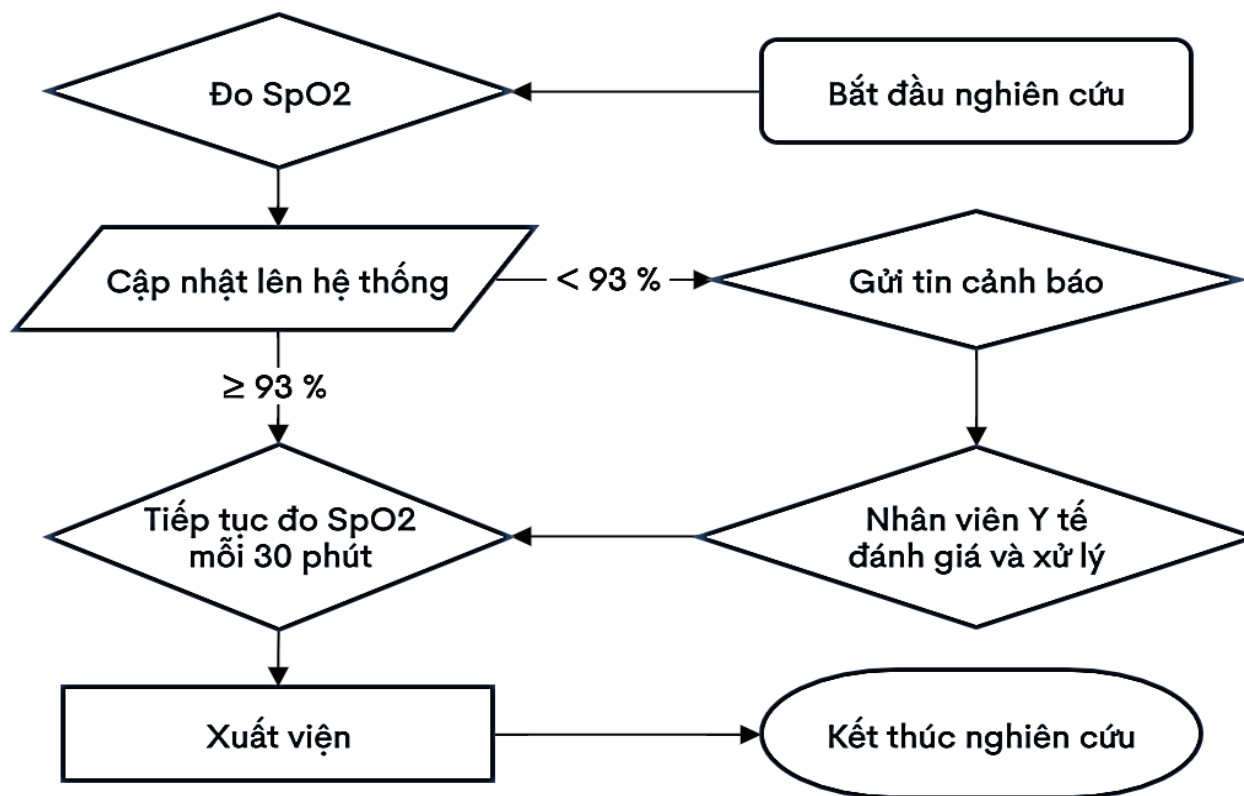 Đo SpO2
Bắt đầu nghiên cứu
Cập nhật lên hệ thống
< 93 %
Gửi tin cảnh báo
≥ 93 %
Tiếp tục đo SpO2
mỗi 30 phút
Nhân viên Y tế
đánh giá và xử lý
Xuất viện
Kết thúc nghiên cứu